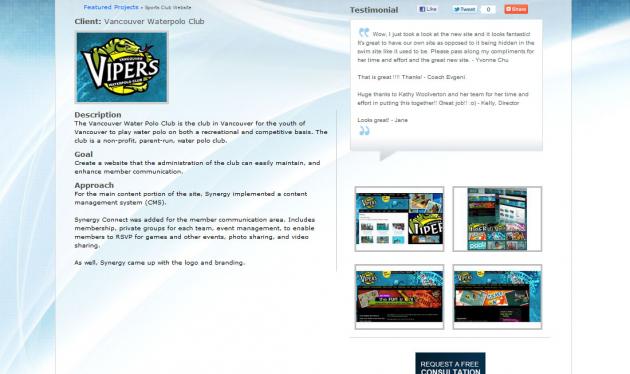 Featured Projects » Sports Club Website
Client: Vancouver Waterpolo Club
VANCOUVER
VIPERS
WATERPOLO CLUB
Description
The Vancouver Water Polo Club is the club in Vancouver for the youth of
Vancouver to play water polo on both a recreational and competitive basis. The
club is a non-profit, parent-run, water polo club.
Goal
Create a website that the administration of the club can easily maintain, and
enhance member communication.
Approach
For the main content portion of the site, Synergy implemented a content
management system (CMS).
Synergy Connect was added for the member communication area. Includes
membership, private groups for each team, event management, to enable
members to RSVP for games and other events, photo sharing, and video
sharing.
As well, Synergy came up with the logo and branding.
Testimonial
Like
Tweet
0
Share
Wow, I just took a look at the new site and it looks fantastic!
It's great to have our own site as opposed to it being hidden in the
swim site like it used to be. Please pass along my compliments for
her time and effort and the great new site. - Yvonne Chu
That is great !!!! Thanks! - Coach Evgeni.
Huge thanks to Kathy Woolverton and her team for her time and
effort in putting this together!! Great job!! :o) - Kelly, Director
Looks great! - Jane
REQUEST A FREE
CONSULTATION